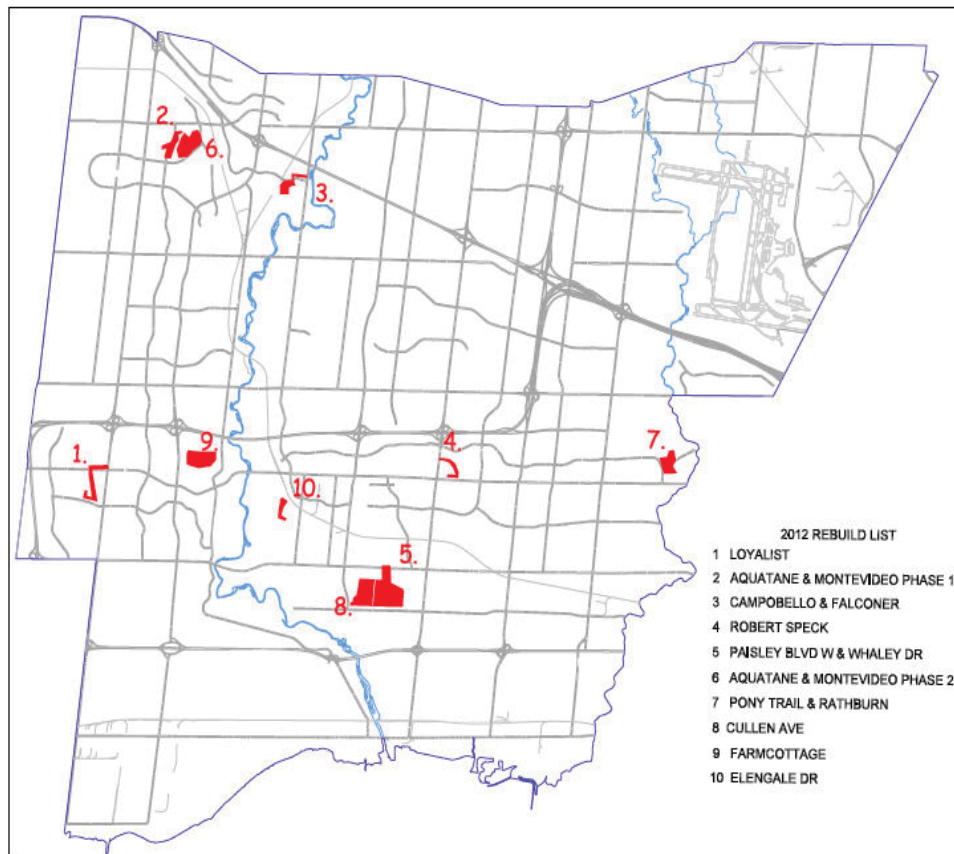 2.
6.
3.
4.
7.
9.
1.
10.
5.
8.
2012 REBUILD LIST
1 LOYALIST
2 AQUATANE & MONTEVIDEO PHASE 1
3 CAMPOBELLO & FALCONER
4 ROBERT SPECK
5 PAISLEY BLVD W & WHALEY DR
6 AQUATANE & MONTEVIDEO PHASE 2
7 PONY TRAIL & RATHBURN
8 CULLEN AVE
9 FARMCOTTAGE
10 ELENGALE DR